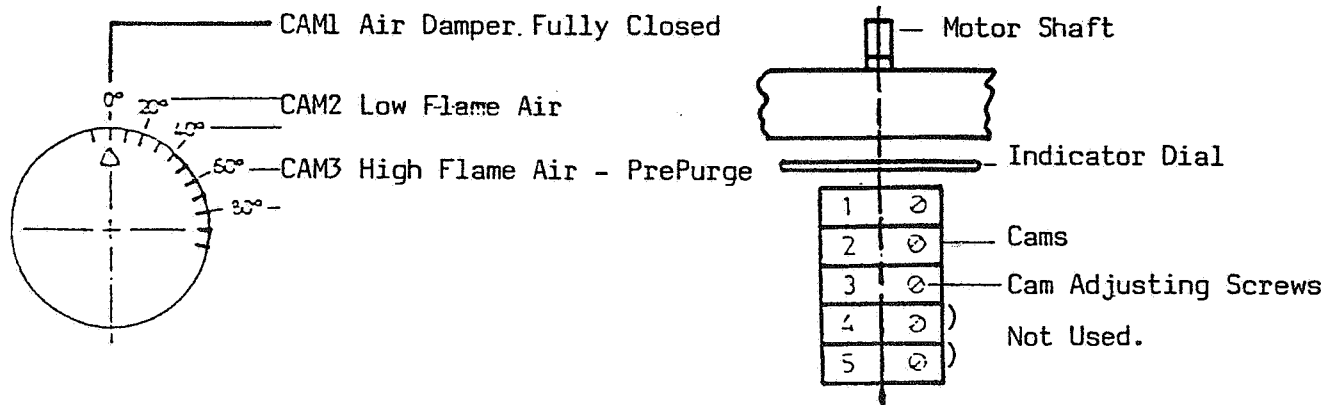 CAM1 Air Damper. Fully Closed
0°
20°
CAM2 Low Flame Air
40°
60°
CAM3 High Flame Air - PrePurge
Motor Shaft
Indicator Dial
1
2
Cams
3
Cam Adjusting Screws
4
Not Used.
5